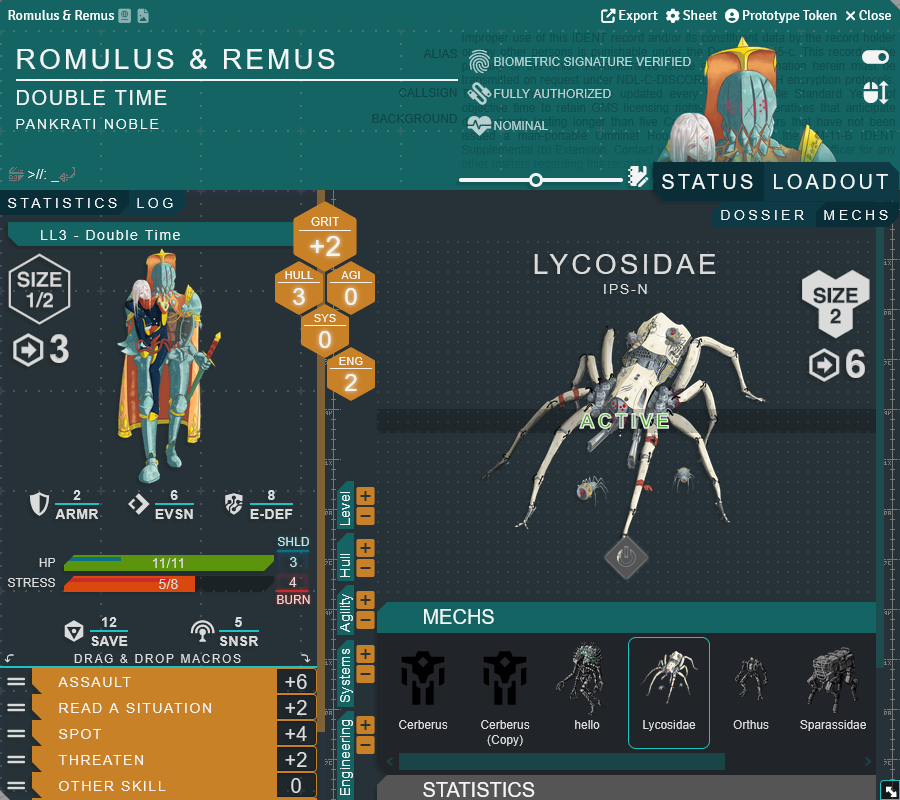 Romulus & Remus
Export Sheet Prototype Token Close
ROMULUS & REMUS
ALIAS
BIOMETRIC SIGNATURE VERIFIED
DOUBLE TIME
CALLSIGN
FULLY AUTHORIZED
PANKRATI NOBLE
BACKGROUND
NOMINAL
>//: _
STATUS LOADOUT
STATISTICS LOG
DOSSIER MECHS
LL3 - Double Time
GRIT
+2
HULL
3
AGI
0
SYS
0
ENG
2
SIZE
1/2
3
LYCOSIDAE
IPS-N
SIZE
2
6
ACTIVE
2
ARMR
6
EVSN
8
E-DEF
HP
11/11
SHLD
3
STRESS
5/8
4
BURN
12
SAVE
5
SNSR
DRAG & DROP MACROS
ASSAULT +6
READ A SITUATION +2
SPOT +4
THREATEN +2
OTHER SKILL 0
Level
+
−
Hull
+
−
Agility
+
−
Systems
+
−
Engineering
+
−
MECHS
Cerberus
Cerberus
(Copy)
hello
Lycosidae
Orthus
Sparassidae
STATISTICS